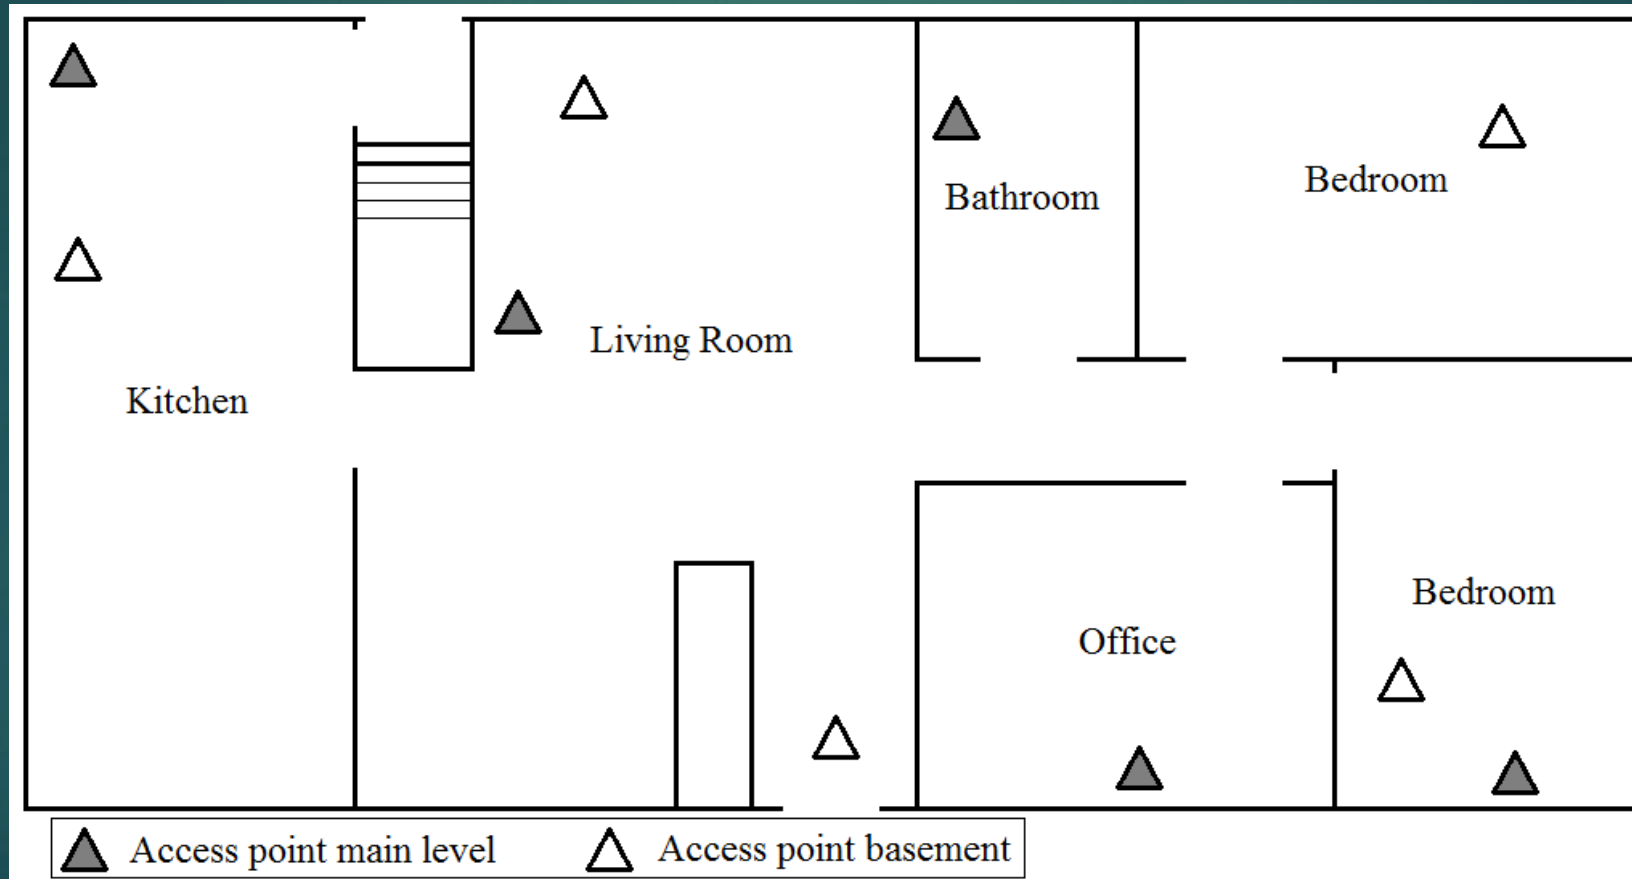 Bathroom
Bedroom
Living Room
Kitchen
Bedroom
Office
Access point main level
Access point basement